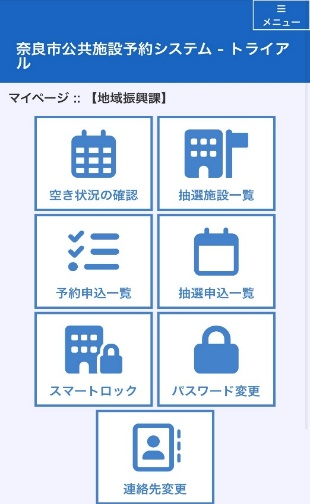 メニュー
奈良市公共施設予約システム - トライア
ル
マイページ :: 【地域振興課】
空き状況の確認
抽選施設一覧
予約申込一覧
抽選申込一覧
スマートロック
パスワード変更
連絡先変更